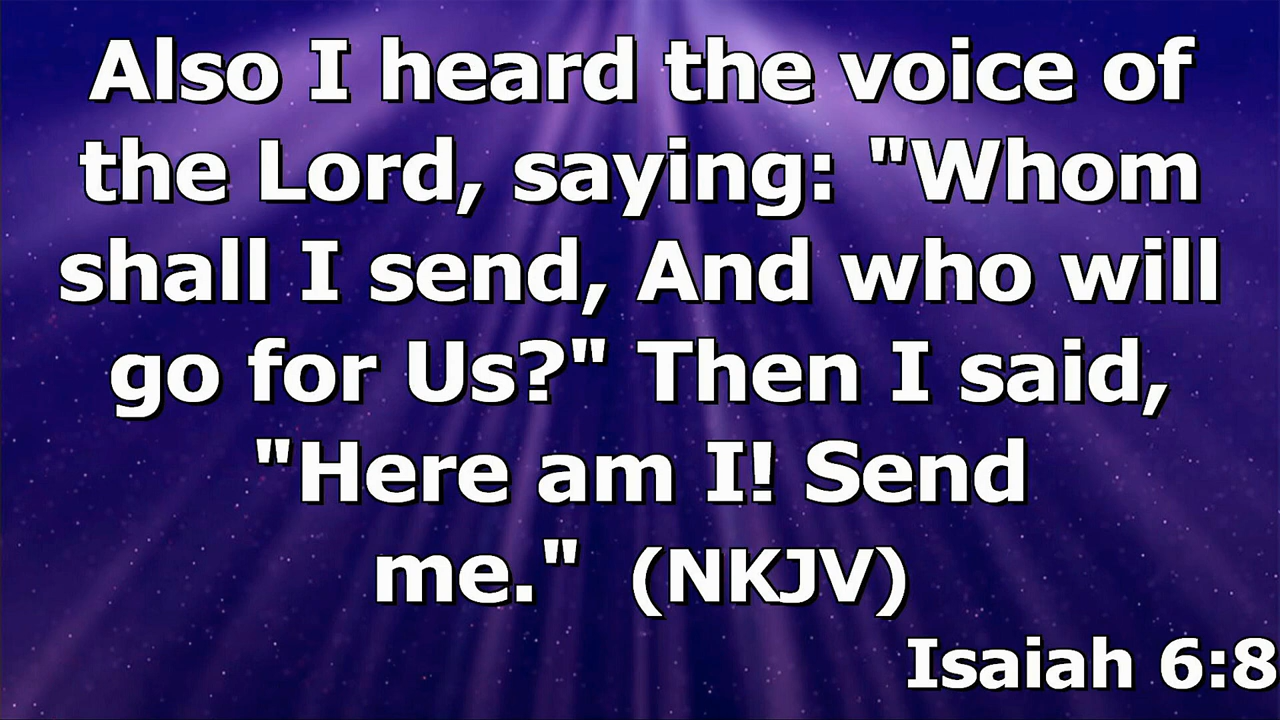 Also I heard the voice of
the Lord, saying: "Whom
shall I send, And who will
go for Us?" Then I said,
"Here am I! Send
me." (NKJV)
Isaiah 6:8